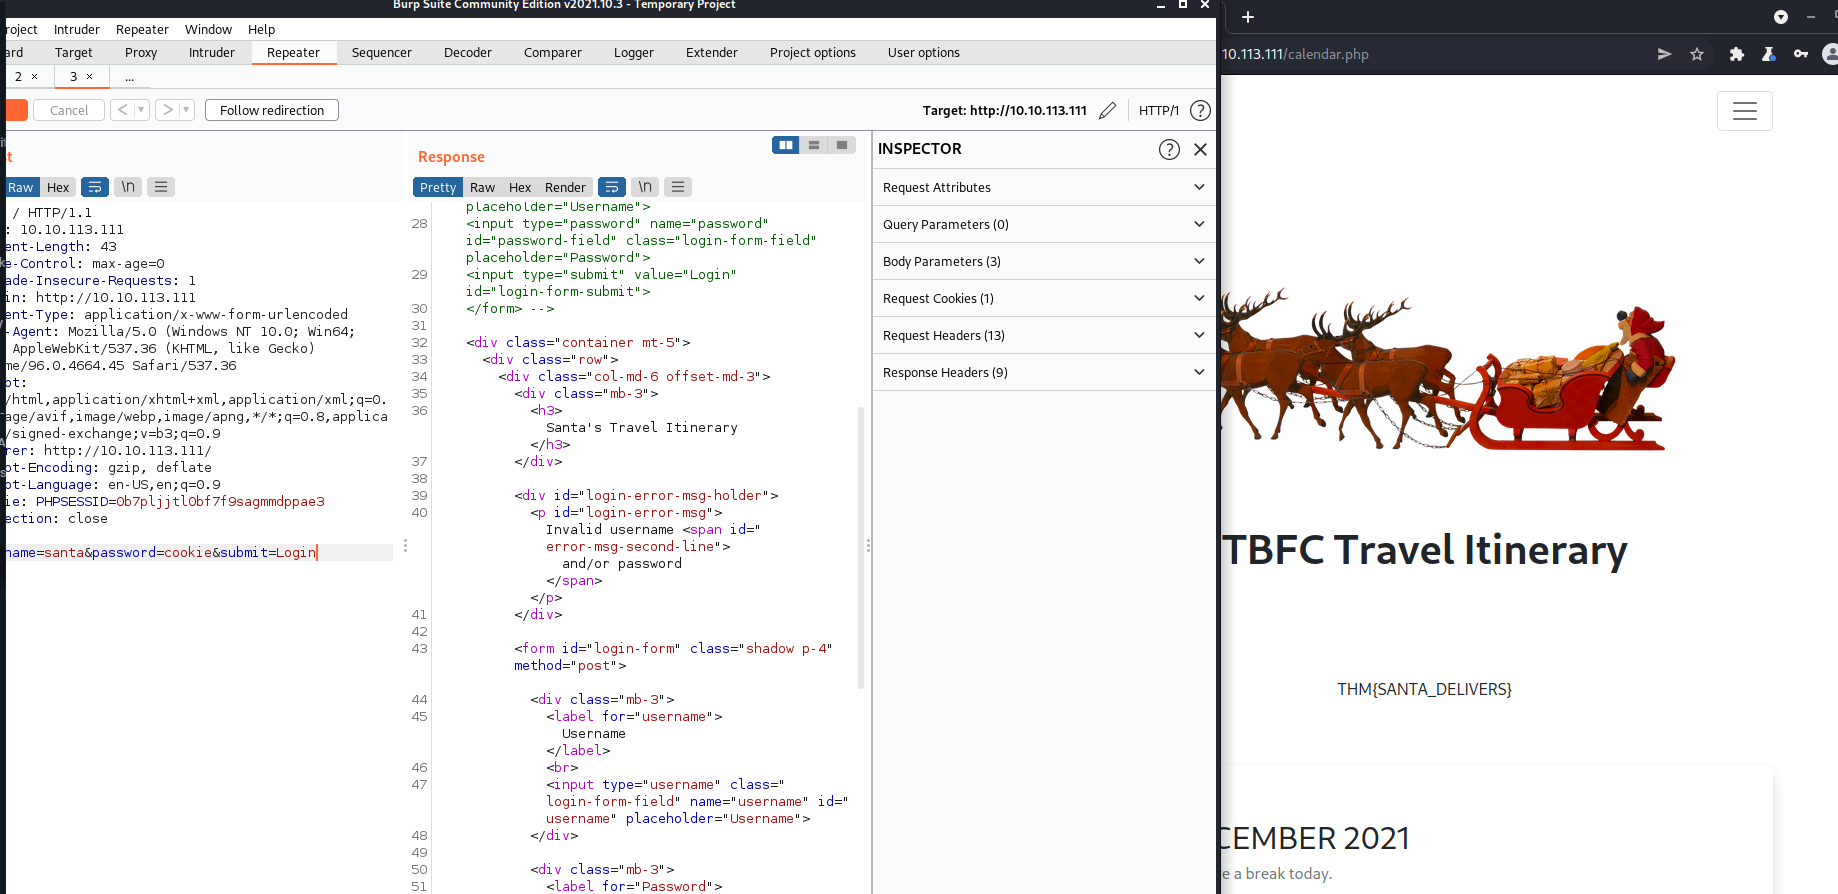 Burp Suite Community Edition v2021.10.3 - Temporary Project
roject Intruder Repeater Window Help
ard Target Proxy Intruder Repeater Sequencer Decoder Comparer Logger Extender Project options User options
2 × 3 × ...
Cancel < > Follow redirection Target: http://10.10.113.111 HTTP/1 ?
t
Raw Hex \n
/ HTTP/1.1
: 10.10.113.111
ent-Length: 43
e-Control: max-age=0
ade-Insecure-Requests: 1
in: http://10.10.113.111
ent-Type: application/x-www-form-urlencoded
-Agent: Mozilla/5.0 (Windows NT 10.0; Win64;
AppleWebKit/537.36 (KHTML, like Gecko)
me/96.0.4664.45 Safari/537.36
pt:
/html,application/xhtml+xml,application/xml;q=0.
age/avif,image/webp,image/apng,*/*;q=0.8,applica
/signed-exchange;v=b3;q=0.9
rer: http://10.10.113.111/
pt-Encoding: gzip, deflate
pt-Language: en-US,en;q=0.9
ie: PHPSESSID=0b7pljjtl0bf7f9sagmmdppae3
ection: close
name=santa&password=cookie&submit=Login
Response
Pretty Raw Hex Render \n
placeholder="Username">
28 <input type="password" name="password"
id="password-field" class="login-form-field"
placeholder="Password">
29 <input type="submit" value="Login"
id="login-form-submit">
30 </form> -->
31
32 <div class="container mt-5">
33 <div class="row">
34 <div class="col-md-6 offset-md-3">
35 <div class="mb-3">
36 <h3>
Santa's Travel Itinerary
</h3>
37 </div>
38
39 <div id="login-error-msg-holder">
40 <p id="login-error-msg">
Invalid username <span id="
error-msg-second-line">
and/or password
</span>
</p>
41 </div>
42
43 <form id="login-form" class="shadow p-4"
method="post">
44 <div class="mb-3">
45 <label for="username">
Username
</label>
46 <br>
47 <input type="username" class="
login-form-field" name="username" id="
username" placeholder="Username">
48 </div>
49
50 <div class="mb-3">
51 <label for="Password">
INSPECTOR ?
Request Attributes
Query Parameters (0)
Body Parameters (3)
Request Cookies (1)
Request Headers (13)
Response Headers (9)
10.113.111/calendar.php
TBFC Travel Itinerary
THM{SANTA_DELIVERS}
CEMBER 2021
e a break today.